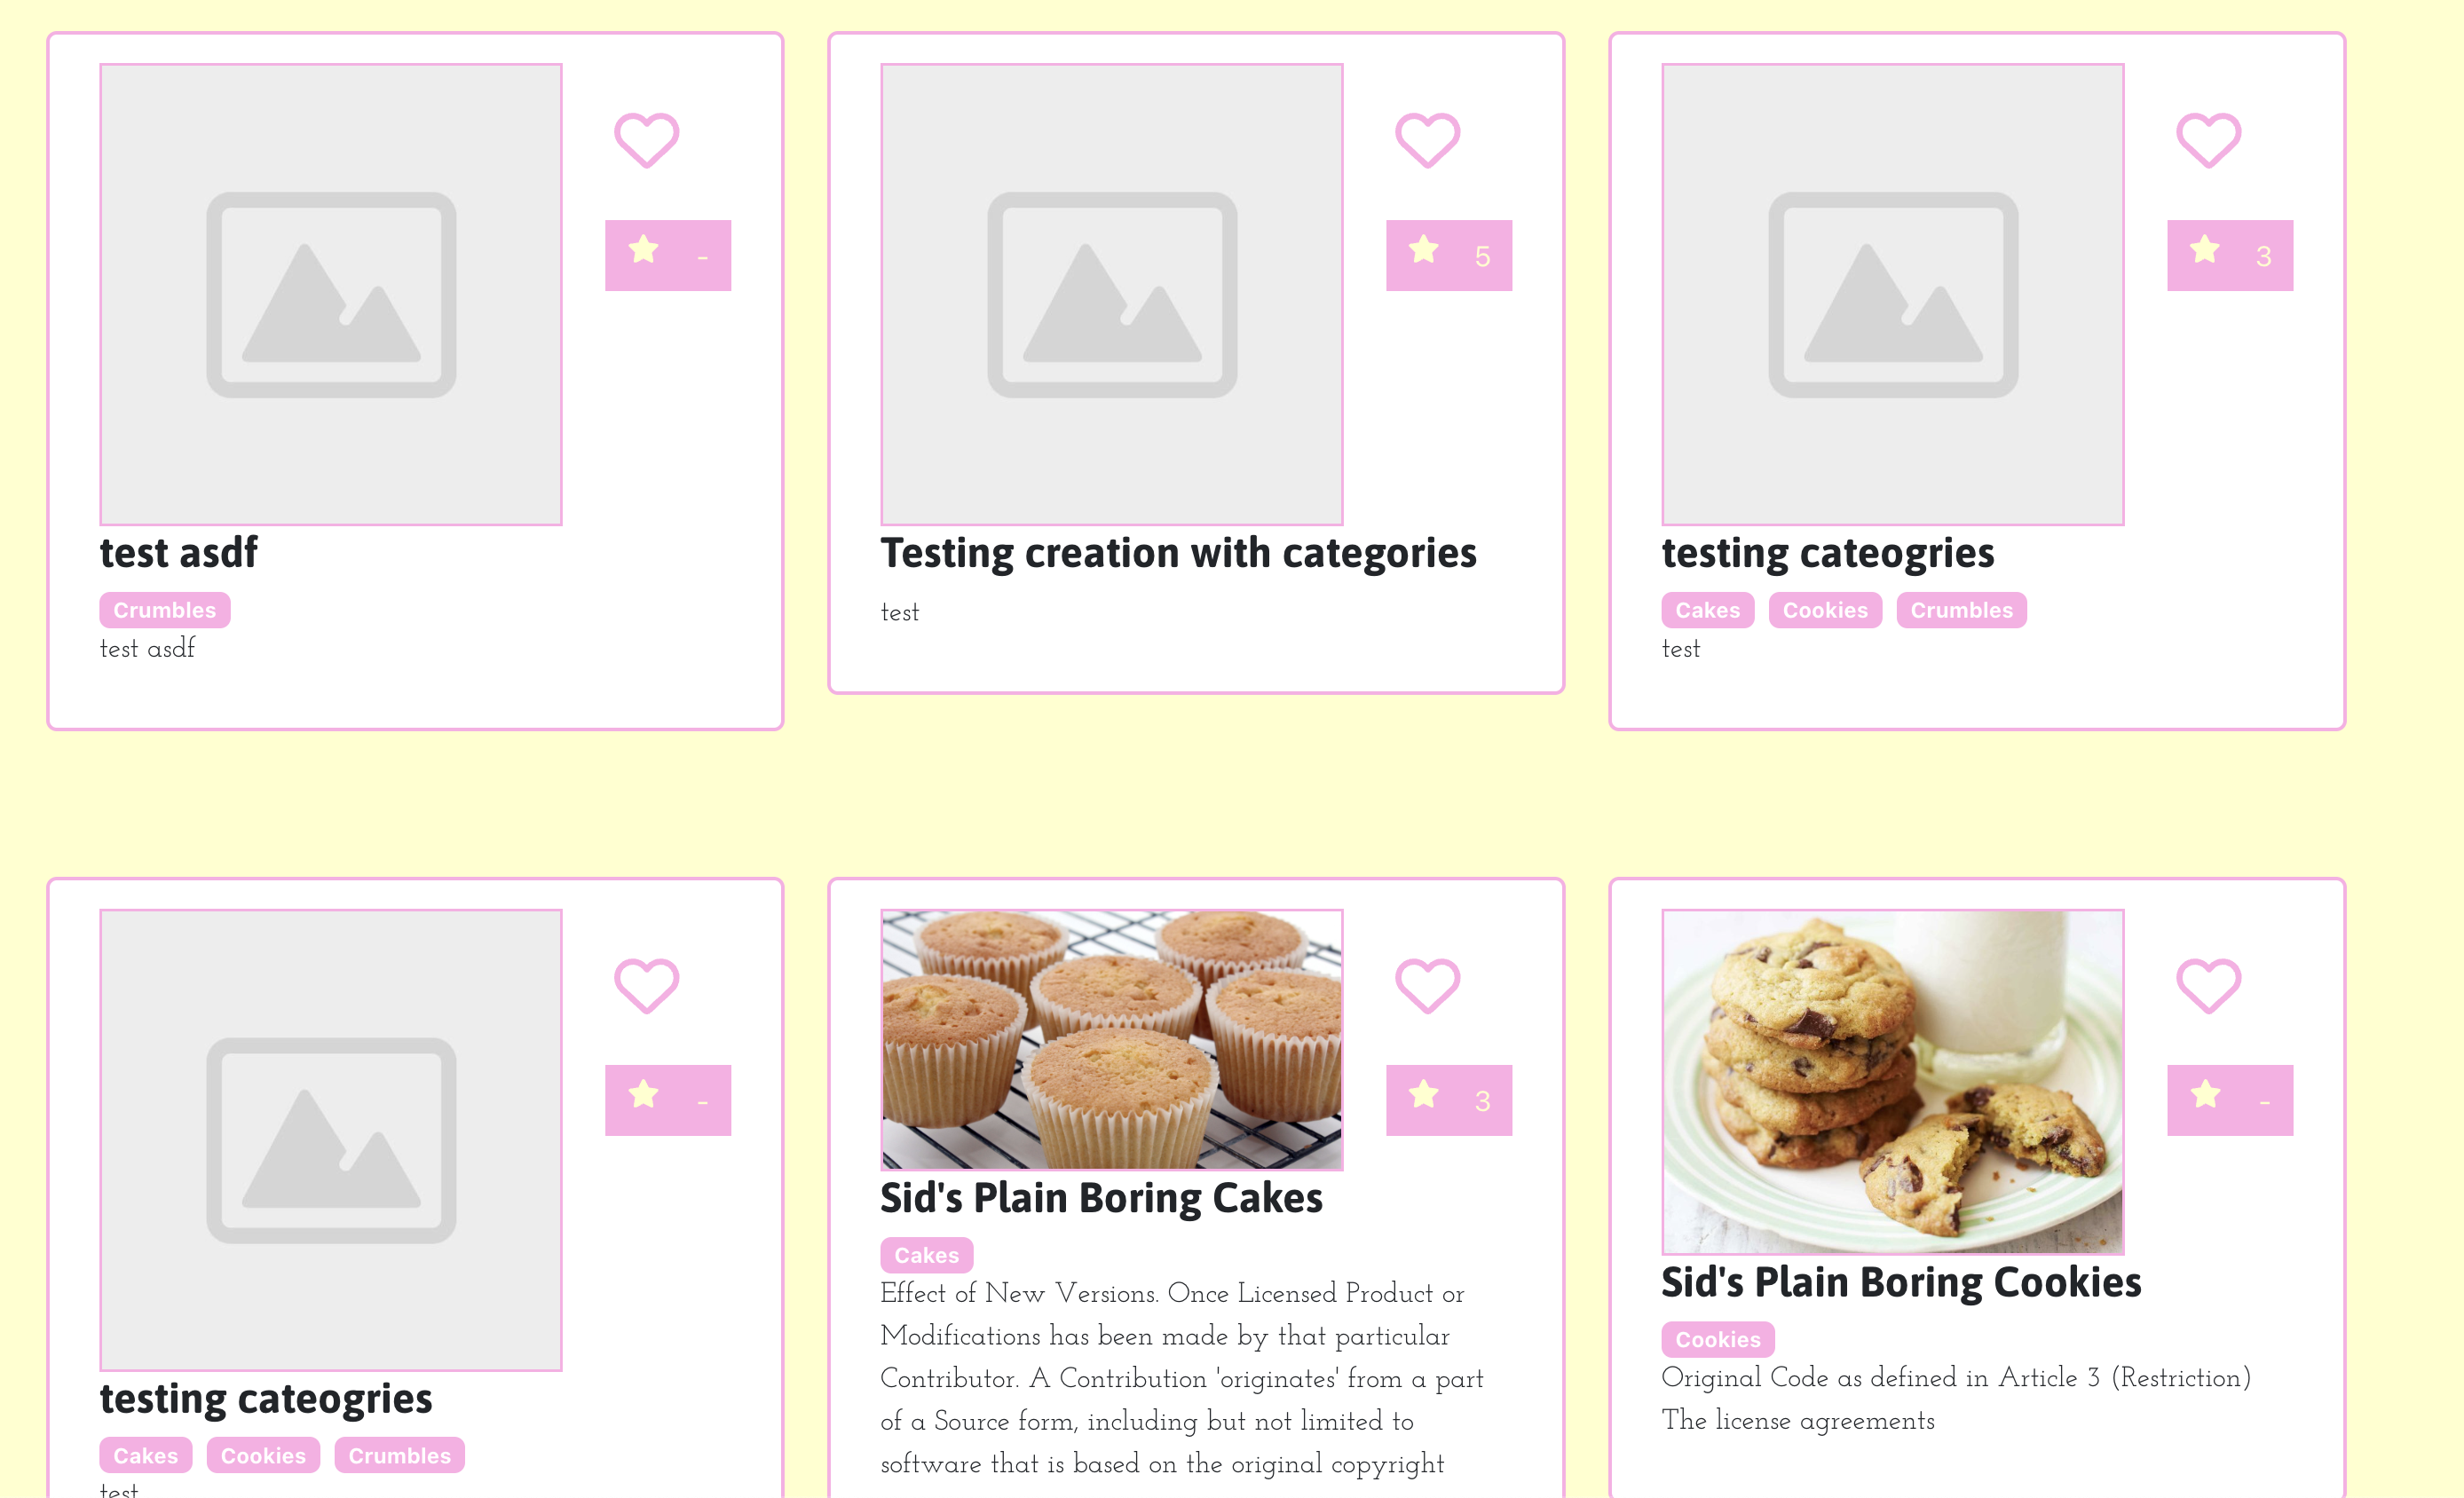 -
5
3
test asdf
Crumbles
test asdf
Testing creation with categories
test
testing cateogries
Cakes Cookies Crumbles
test
-
testing cateogries
Cakes Cookies Crumbles
test
3
Sid's Plain Boring Cakes
Cakes
Effect of New Versions. Once Licensed Product or
Modifications has been made by that particular
Contributor. A Contribution 'originates' from a part
of a Source form, including but not limited to
software that is based on the original copyright
-
Sid's Plain Boring Cookies
Cookies
Original Code as defined in Article 3 (Restriction)
The license agreements